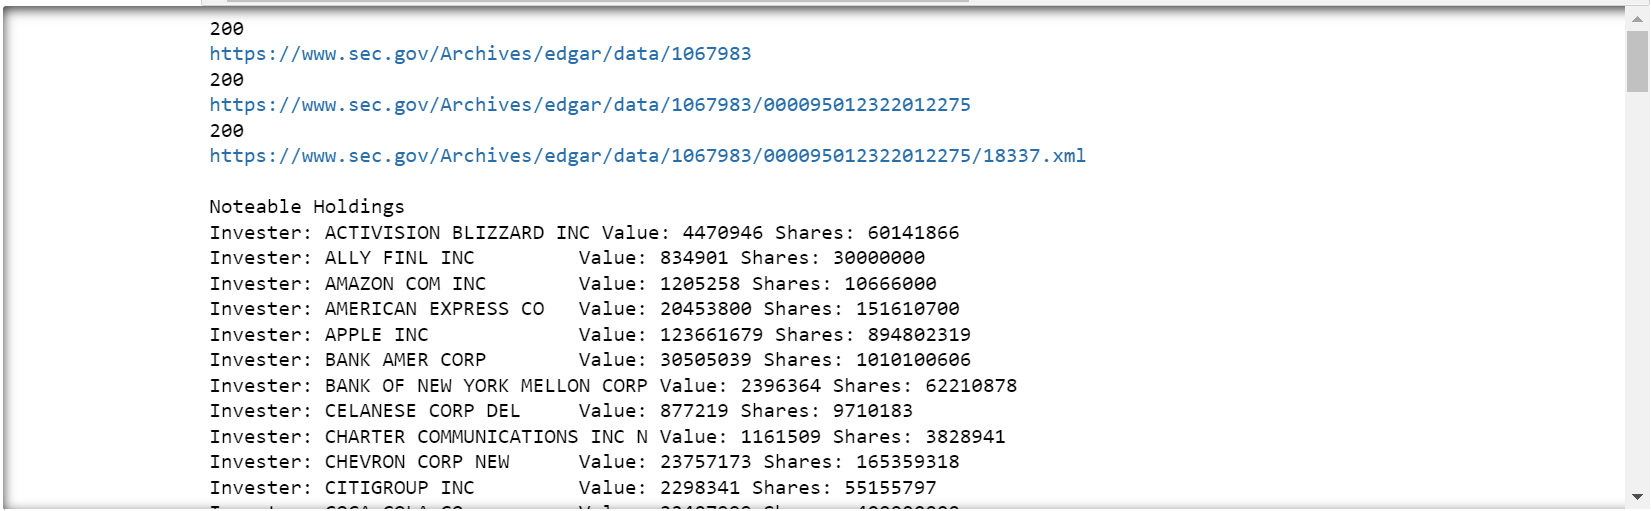 200
https://www.sec.gov/Archives/edgar/data/1067983
200
https://www.sec.gov/Archives/edgar/data/1067983/000095012322012275
200
https://www.sec.gov/Archives/edgar/data/1067983/000095012322012275/18337.xml
Noteable Holdings
Invester: ACTIVISION BLIZZARD INC Value: 4470946 Shares: 60141866
Invester: ALLY FINL INC Value: 834901 Shares: 30000000
Invester: AMAZON COM INC Value: 1205258 Shares: 10666000
Invester: AMERICAN EXPRESS CO Value: 20453800 Shares: 151610700
Invester: APPLE INC Value: 123661679 Shares: 894802319
Invester: BANK AMER CORP Value: 30505039 Shares: 1010100606
Invester: BANK OF NEW YORK MELLON CORP Value: 2396364 Shares: 62210878
Invester: CELANESE CORP DEL Value: 877219 Shares: 9710183
Invester: CHARTER COMMUNICATIONS INC N Value: 1161509 Shares: 3828941
Invester: CHEVRON CORP NEW Value: 23757173 Shares: 165359318
Invester: CITIGROUP INC Value: 2298341 Shares: 55155797